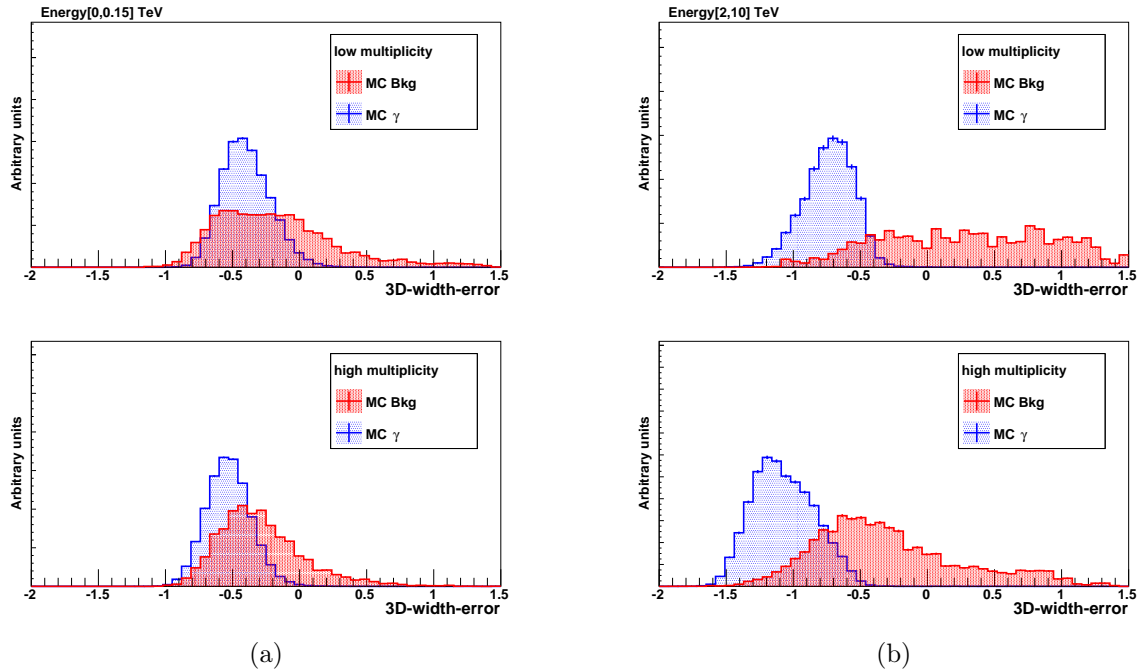 Energy[0,0.15] TeV
Arbitrary units
low multiplicity
MC Bkg
MC γ
-2 -1.5 -1 -0.5 0 0.5 1 1.5
3D-width-error
Arbitrary units
high multiplicity
MC Bkg
MC γ
-2 -1.5 -1 -0.5 0 0.5 1 1.5
3D-width-error
(a)
Energy[2,10] TeV
Arbitrary units
low multiplicity
MC Bkg
MC γ
-2 -1.5 -1 -0.5 0 0.5 1 1.5
3D-width-error
Arbitrary units
high multiplicity
MC Bkg
MC γ
-2 -1.5 -1 -0.5 0 0.5 1 1.5
3D-width-error
(b)